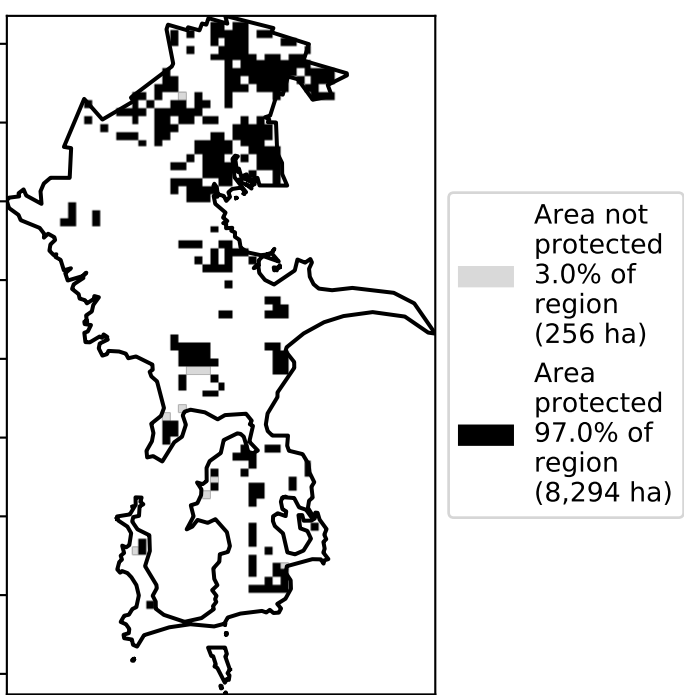 Area not
protected
3.0% of
region
(256 ha)
Area
protected
97.0% of
region
(8,294 ha)